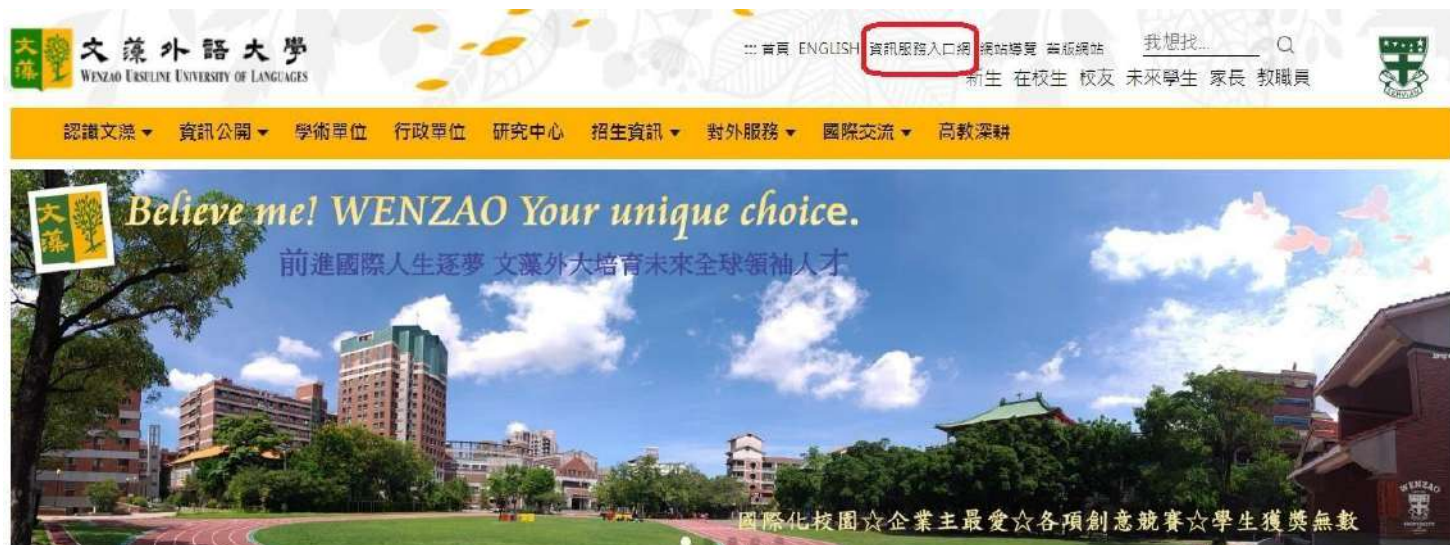 文藻外語大學
WENZAO URSULINE UNIVERSITY OF LANGUAGES
::: 首頁 ENGLISH 資訊服務入口網 網站導覽 舊版網站 我想找...
新生 在校生 校友 未來學生 家長 教職員
認識文藻▼ 資訊公開▼ 學術單位 行政單位 研究中心 招生資訊▼ 對外服務▼ 國際交流▼ 高教深耕
文藻
Believe me! WENZAO Your unique choice.
前進國際人生逐夢 文藻外大培育未來全球領袖人才
WENZAO
國際化校園☆企業主最愛☆各項創意競賽☆學生獲獎無數